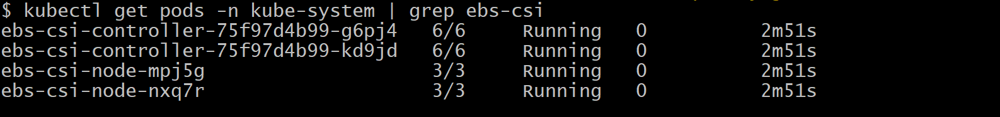 $ kubectl get pods -n kube-system | grep ebs-csi
ebs-csi-controller-75f97d4b99-g6pj4   6/6     Running   0          2m51s
ebs-csi-controller-75f97d4b99-kd9jd   6/6     Running   0          2m51s
ebs-csi-node-mpj5g                    3/3     Running   0          2m51s
ebs-csi-node-nxq7r                    3/3     Running   0          2m51s